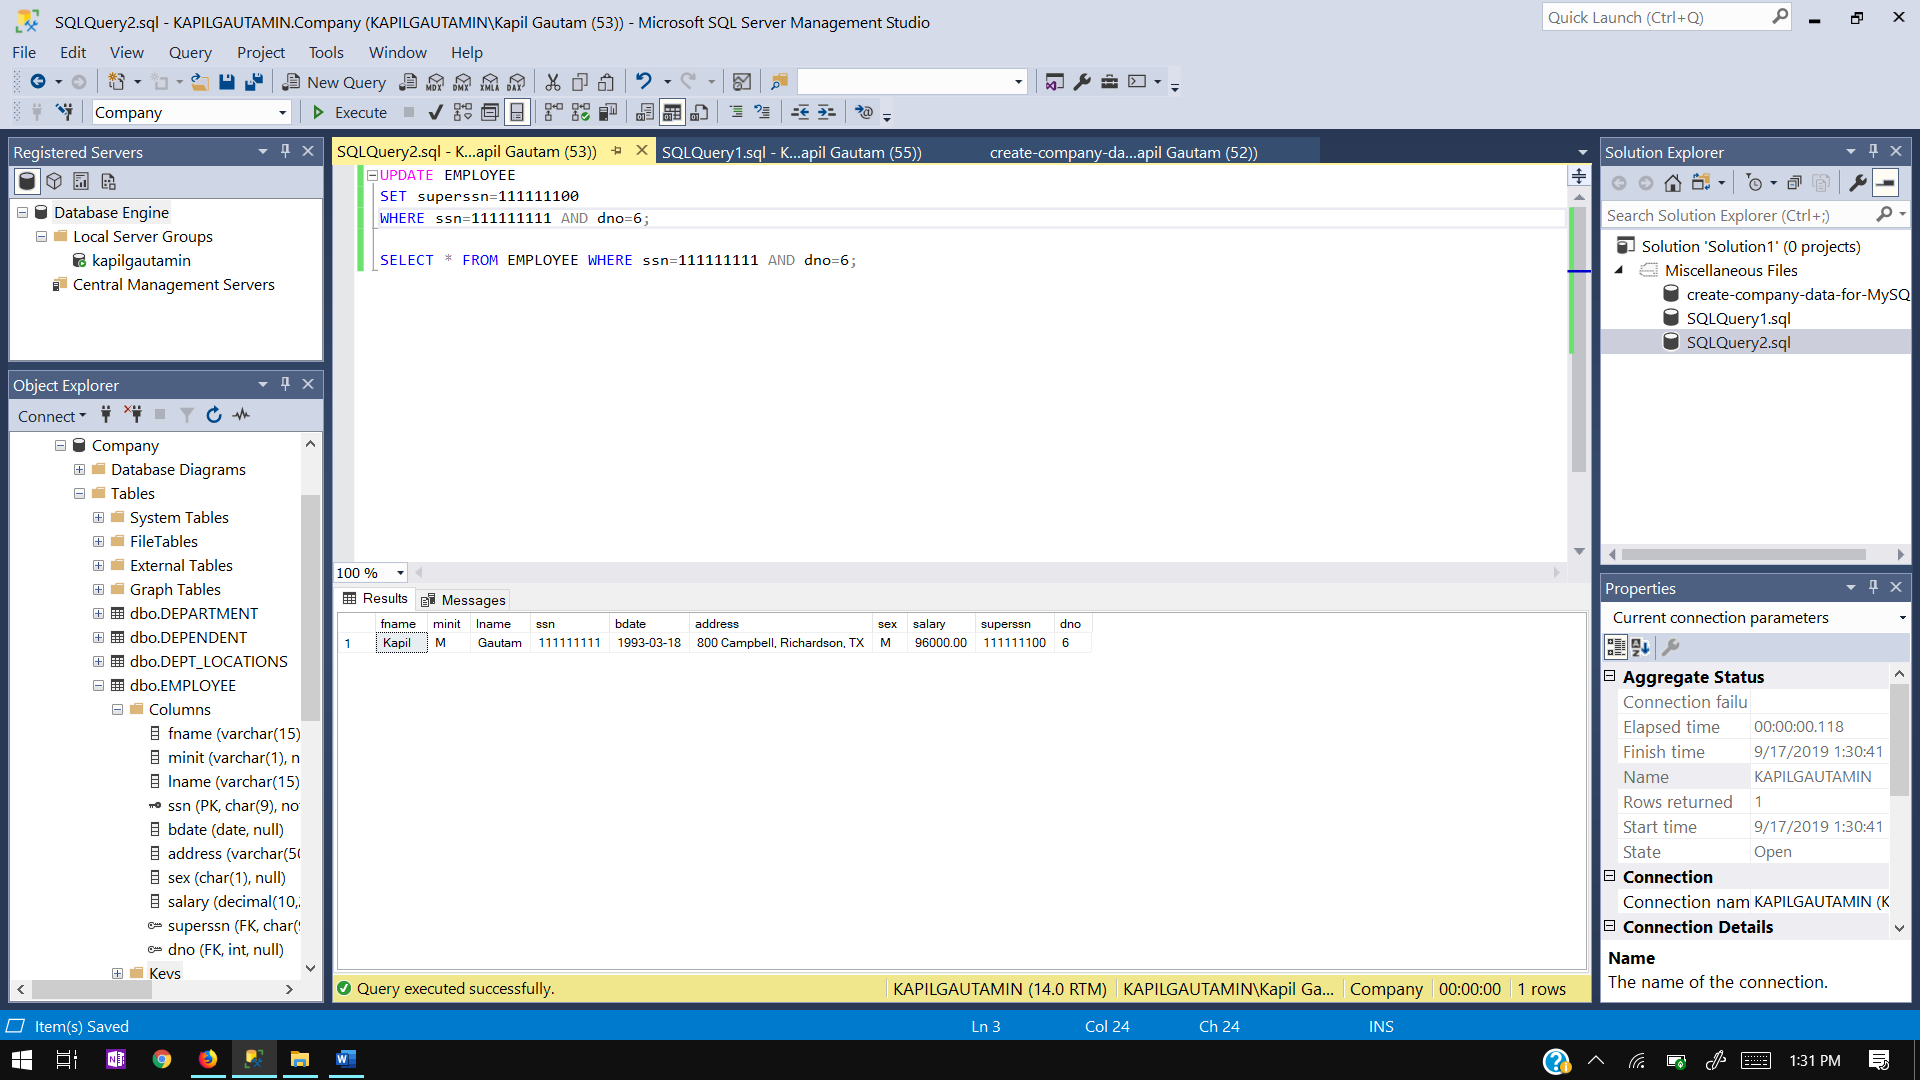 SQLQuery2.sql - KAPILGAUTAMIN.Company (KAPILGAUTAMIN\Kapil Gautam (53)) - Microsoft SQL Server Management Studio
Quick Launch (Ctrl+Q)
File Edit View Query Project Tools Window Help
New Query MDX DMX XMLA DAX
Company Execute
Registered Servers
Database Engine
Local Server Groups
kapilgautamin
Central Management Servers
Object Explorer
Connect
Company
Database Diagrams
Tables
System Tables
FileTables
External Tables
Graph Tables
dbo.DEPARTMENT
dbo.DEPENDENT
dbo.DEPT_LOCATIONS
dbo.EMPLOYEE
Columns
fname (varchar(15)
minit (varchar(1), n
lname (varchar(15)
ssn (PK, char(9), no
bdate (date, null)
address (varchar(50
sex (char(1), null)
salary (decimal(10,
superssn (FK, char(9
dno (FK, int, null)
Keys
SQLQuery2.sql - K...apil Gautam (53)) SQLQuery1.sql - K...apil Gautam (55)) create-company-da...apil Gautam (52))
UPDATE EMPLOYEE
SET superssn=111111100
WHERE ssn=111111111 AND dno=6;
SELECT * FROM EMPLOYEE WHERE ssn=111111111 AND dno=6;
100 %
Results Messages
fname minit lname ssn bdate address sex salary superssn dno
1 Kapil M Gautam 111111111 1993-03-18 800 Campbell, Richardson, TX M 96000.00 111111100 6
Query executed successfully. KAPILGAUTAMIN (14.0 RTM) KAPILGAUTAMIN\Kapil Ga... Company 00:00:00 1 rows
Solution Explorer
Search Solution Explorer (Ctrl+;)
Solution 'Solution1' (0 projects)
Miscellaneous Files
create-company-data-for-MySQ
SQLQuery1.sql
SQLQuery2.sql
Properties
Current connection parameters
Aggregate Status
Connection failu
Elapsed time 00:00:00.118
Finish time 9/17/2019 1:30:41
Name KAPILGAUTAMIN
Rows returned 1
Start time 9/17/2019 1:30:41
State Open
Connection
Connection nam KAPILGAUTAMIN (K
Connection Details
Name
The name of the connection.
Item(s) Saved Ln 3 Col 24 Ch 24 INS
1:31 PM